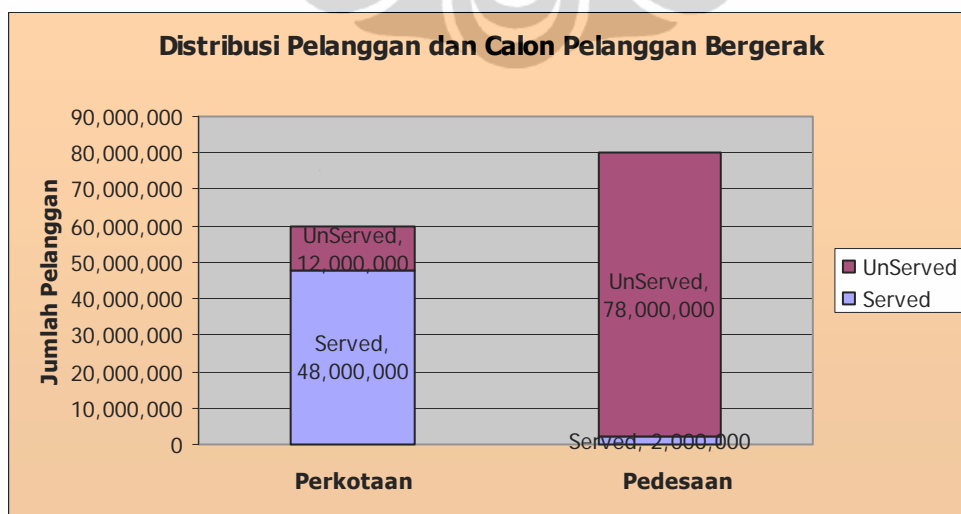 Distribusi Pelanggan dan Calon Pelanggan Bergerak
Jumlah Pelanggan
90,000,000
80,000,000
70,000,000
60,000,000
50,000,000
40,000,000
30,000,000
20,000,000
10,000,000
0
UnServed,
12,000,000
Served,
48,000,000
UnServed,
78,000,000
Served, 2,000,000
Perkotaan
Pedesaan
UnServed
Served